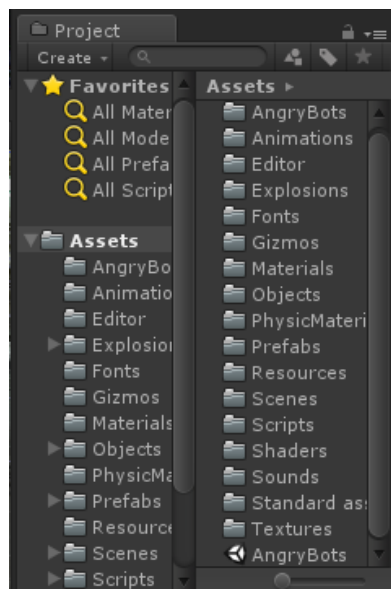 Project
Create
Favorites
All Mater
All Mode
All Prefa
All Script
Assets
AngryBo
Animatio
Editor
Explosion
Fonts
Gizmos
Materials
Objects
PhysicMa
Prefabs
Resource
Scenes
Scripts
Assets
AngryBots
Animations
Editor
Explosions
Fonts
Gizmos
Materials
Objects
PhysicMateri
Prefabs
Resources
Scenes
Scripts
Shaders
Sounds
Standard ass
Textures
AngryBots